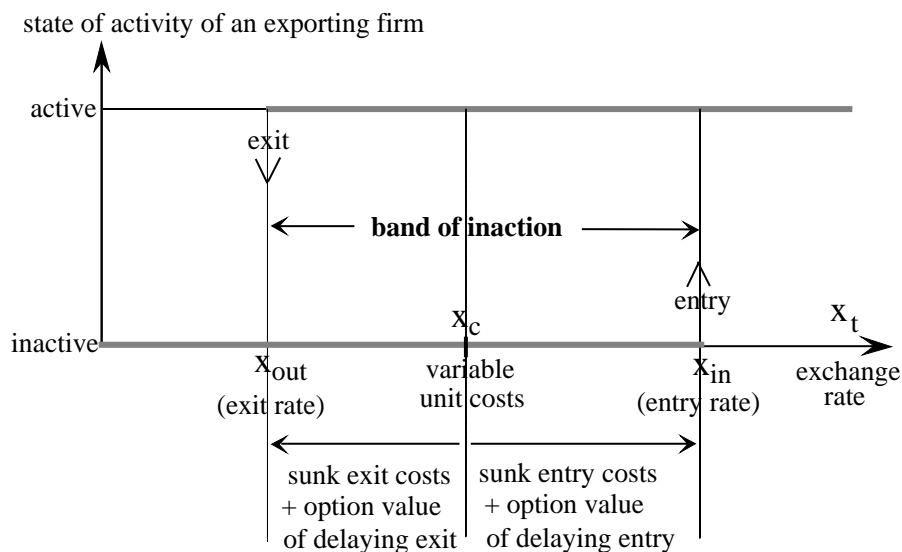 state of activity of an exporting firm
active
exit
band of inaction
entry
x_c
x_t
inactive
x_out
(exit rate)
variable
unit costs
x_in
(entry rate)
exchange
rate
sunk exit costs
+ option value
of delaying exit
sunk entry costs
+ option value
of delaying entry